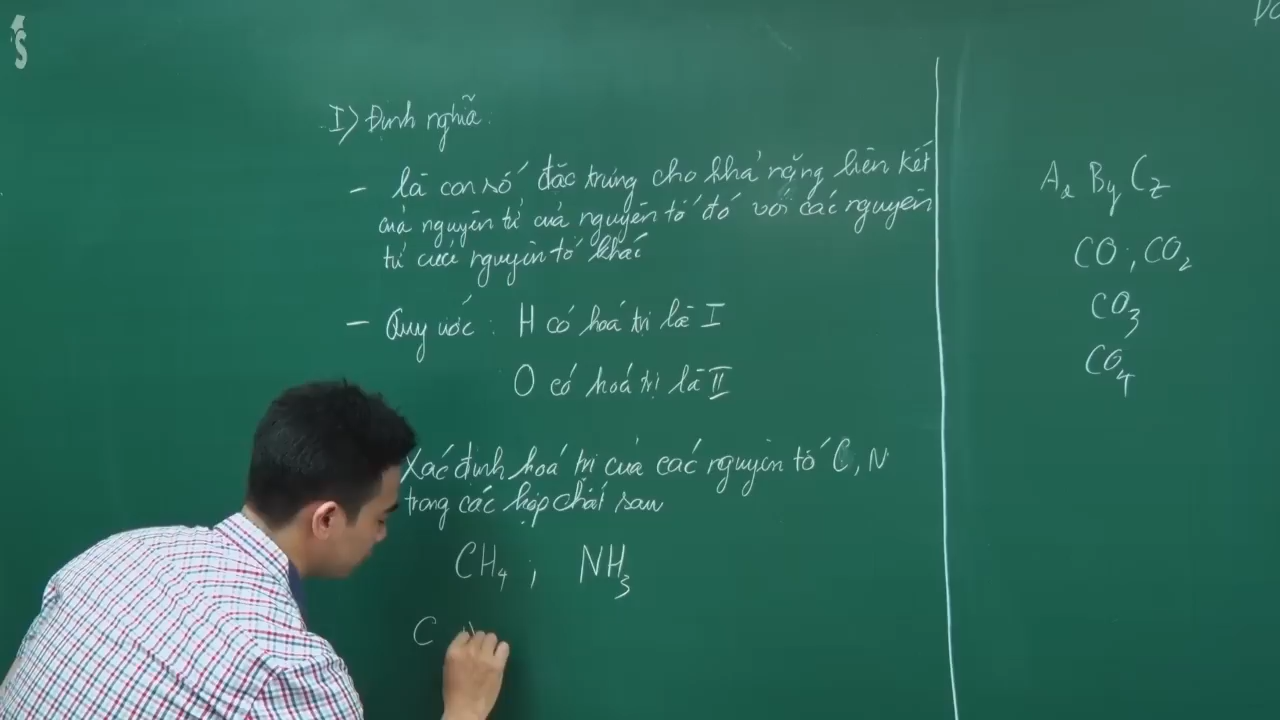 I) Định nghĩa.
- là con số đặc trưng cho khả năng liên kết
của nguyên tử của nguyên tố đó với các nguyên
tử của nguyên tố khác
- Quy ước : H có hoá trị là I
O có hoá trị là II
Xác định hoá trị của các nguyên tố C, N
trong các hợp chất sau
CH₄ ; NH₃
C
By Cz
CO ; CO₂
CO₃
CO₄